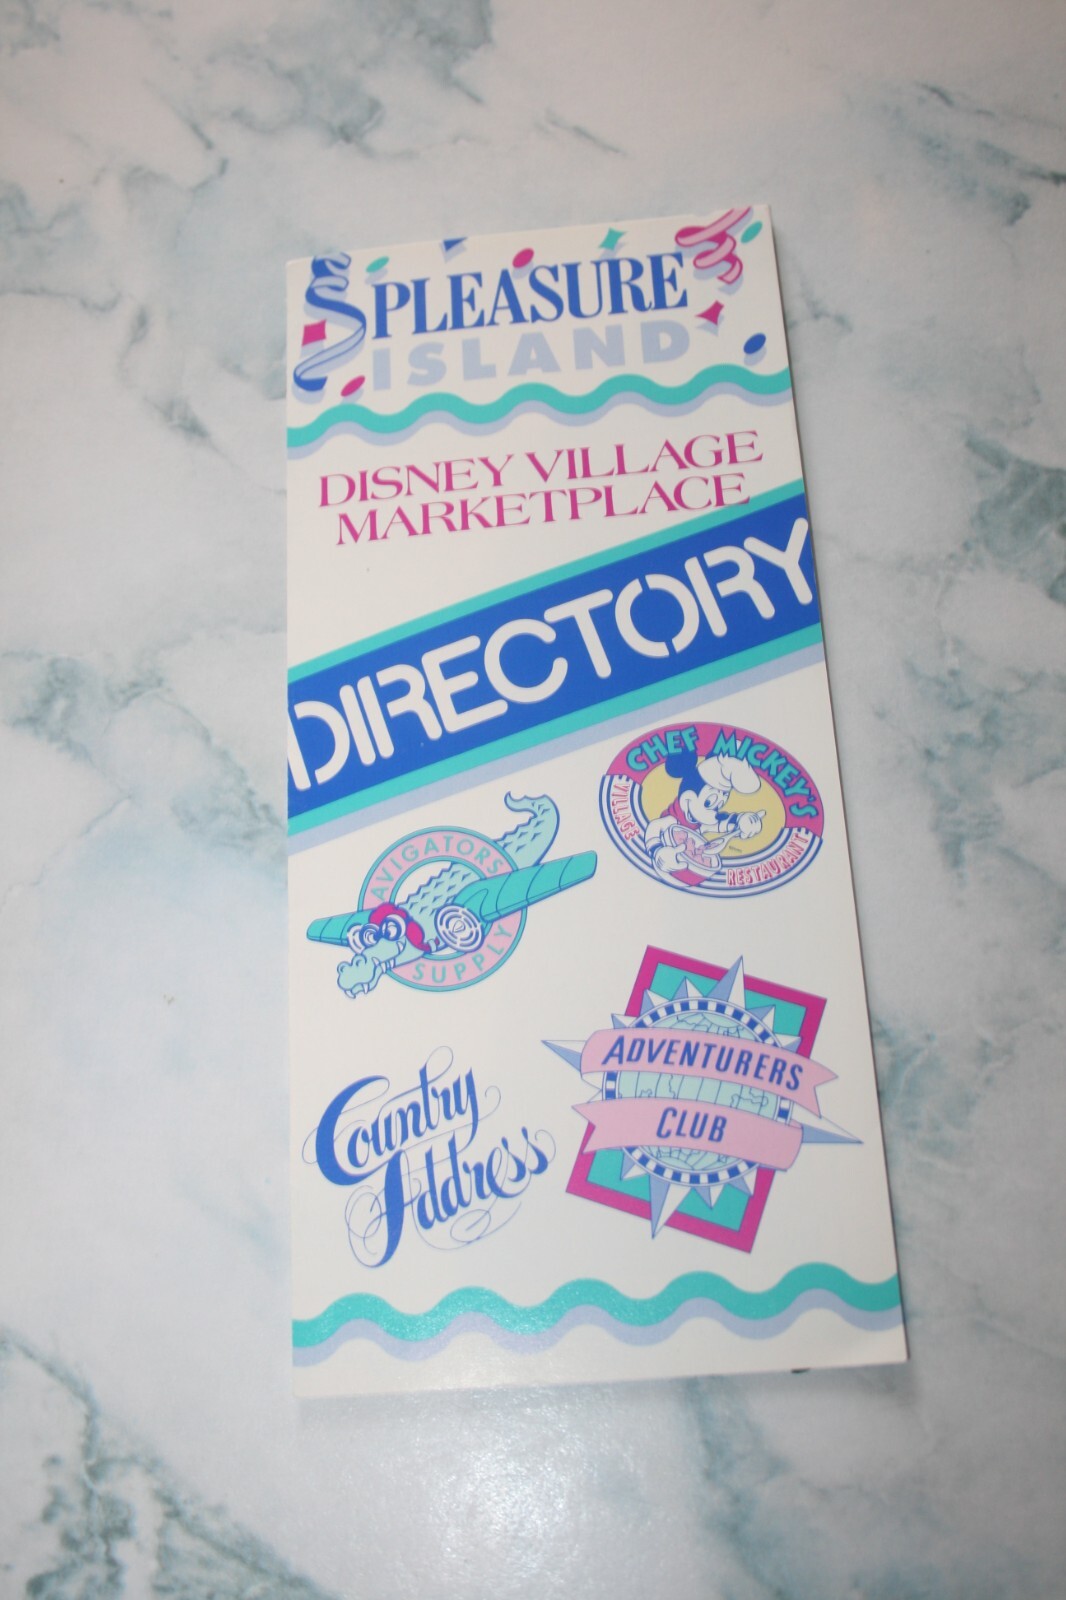 PLEASURE
ISLAND
DISNEY VILLAGE
MARKETPLACE
DIRECTORY
CHEF MICKEY'S
VILLAGE
RESTAURANT
AVIGATORS
SUPPLY
ADVENTURERS
CLUB
Country
Address